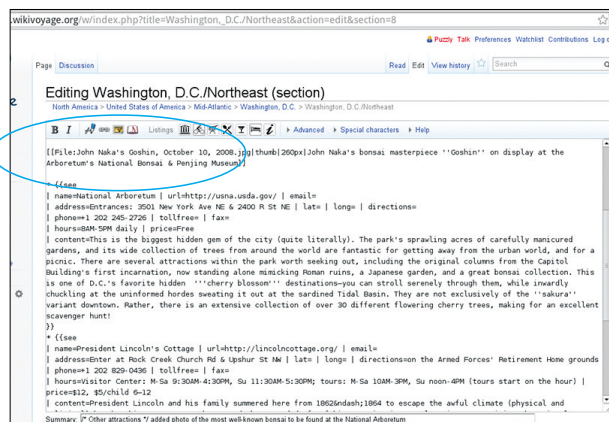 .wikivoyage.org/w/index.php?title=Washington,_D.C./Northeast&action=edit&section=8
Puzzly Talk Preferences Watchlist Contributions Log o
Page Discussion Read Edit View history Search
Editing Washington, D.C./Northeast (section)
North America > United States of America > Mid-Atlantic > Washington, D.C. > Washington, D.C./Northeast
B I Listings Advanced Special characters Help
[[File:John Naka's Goshin, October 10, 2008.jpg|thumb|260px|John Naka's bonsai masterpiece ''Goshin'' on display at the
Arboretum's National Bonsai & Penjing Museum]]
* {{see
| name=National Arboretum | url=http://usna.usda.gov/ | email=
| address=Entrances: 3501 New York Ave NE & 2400 R St NE | lat= | long= | directions=
| phone=+1 202 245-2726 | tollfree= | fax=
| hours=8AM-5PM daily | price=Free
| content=This is the biggest hidden gem of the city (quite literally). The park's sprawling acres of carefully manicured
gardens, and its wide collection of trees from around the world are fantastic for getting away from the urban world, and for a
picnic. There are several attractions within the park worth seeking out, including the original columns from the Capitol
Building's first incarnation, now standing alone mimicking Roman ruins, a Japanese garden, and a great bonsai collection. This
is one of D.C.'s favorite hidden '''cherry blossom''' destinations—you can stroll serenely through them, while inwardly
chuckling at the uninformed hordes sweating it out at the sardined Tidal Basin. They are not exclusively of the ''sakura''
variant downtown. Rather, there is an extensive collection of over 30 different flowering cherry trees, making for an excellent
scavenger hunt!
}}
* {{see
| name=President Lincoln's Cottage | url=http://lincolncottage.org/ | email=
| address=Enter at Rock Creek Church Rd & Upshur St NW | lat= | long= | directions=on the Armed Forces' Retirement Home grounds
| phone=+1 202 829-0436 | tollfree= | fax=
| hours=Visitor Center: M-Sa 9:30AM-4:30PM, Su 11:30AM-5:30PM; tours: M-Sa 10AM-3PM, Su noon-4PM (tours start on the hour) |
price=$12, $5/child 6–12
| content=President Lincoln and his family summered here from 1862&ndash;1864 to escape the awful climate (physical and
Summary: /* Other attractions */ added photo of the most well-known bonsai to be found at the National Arboretum